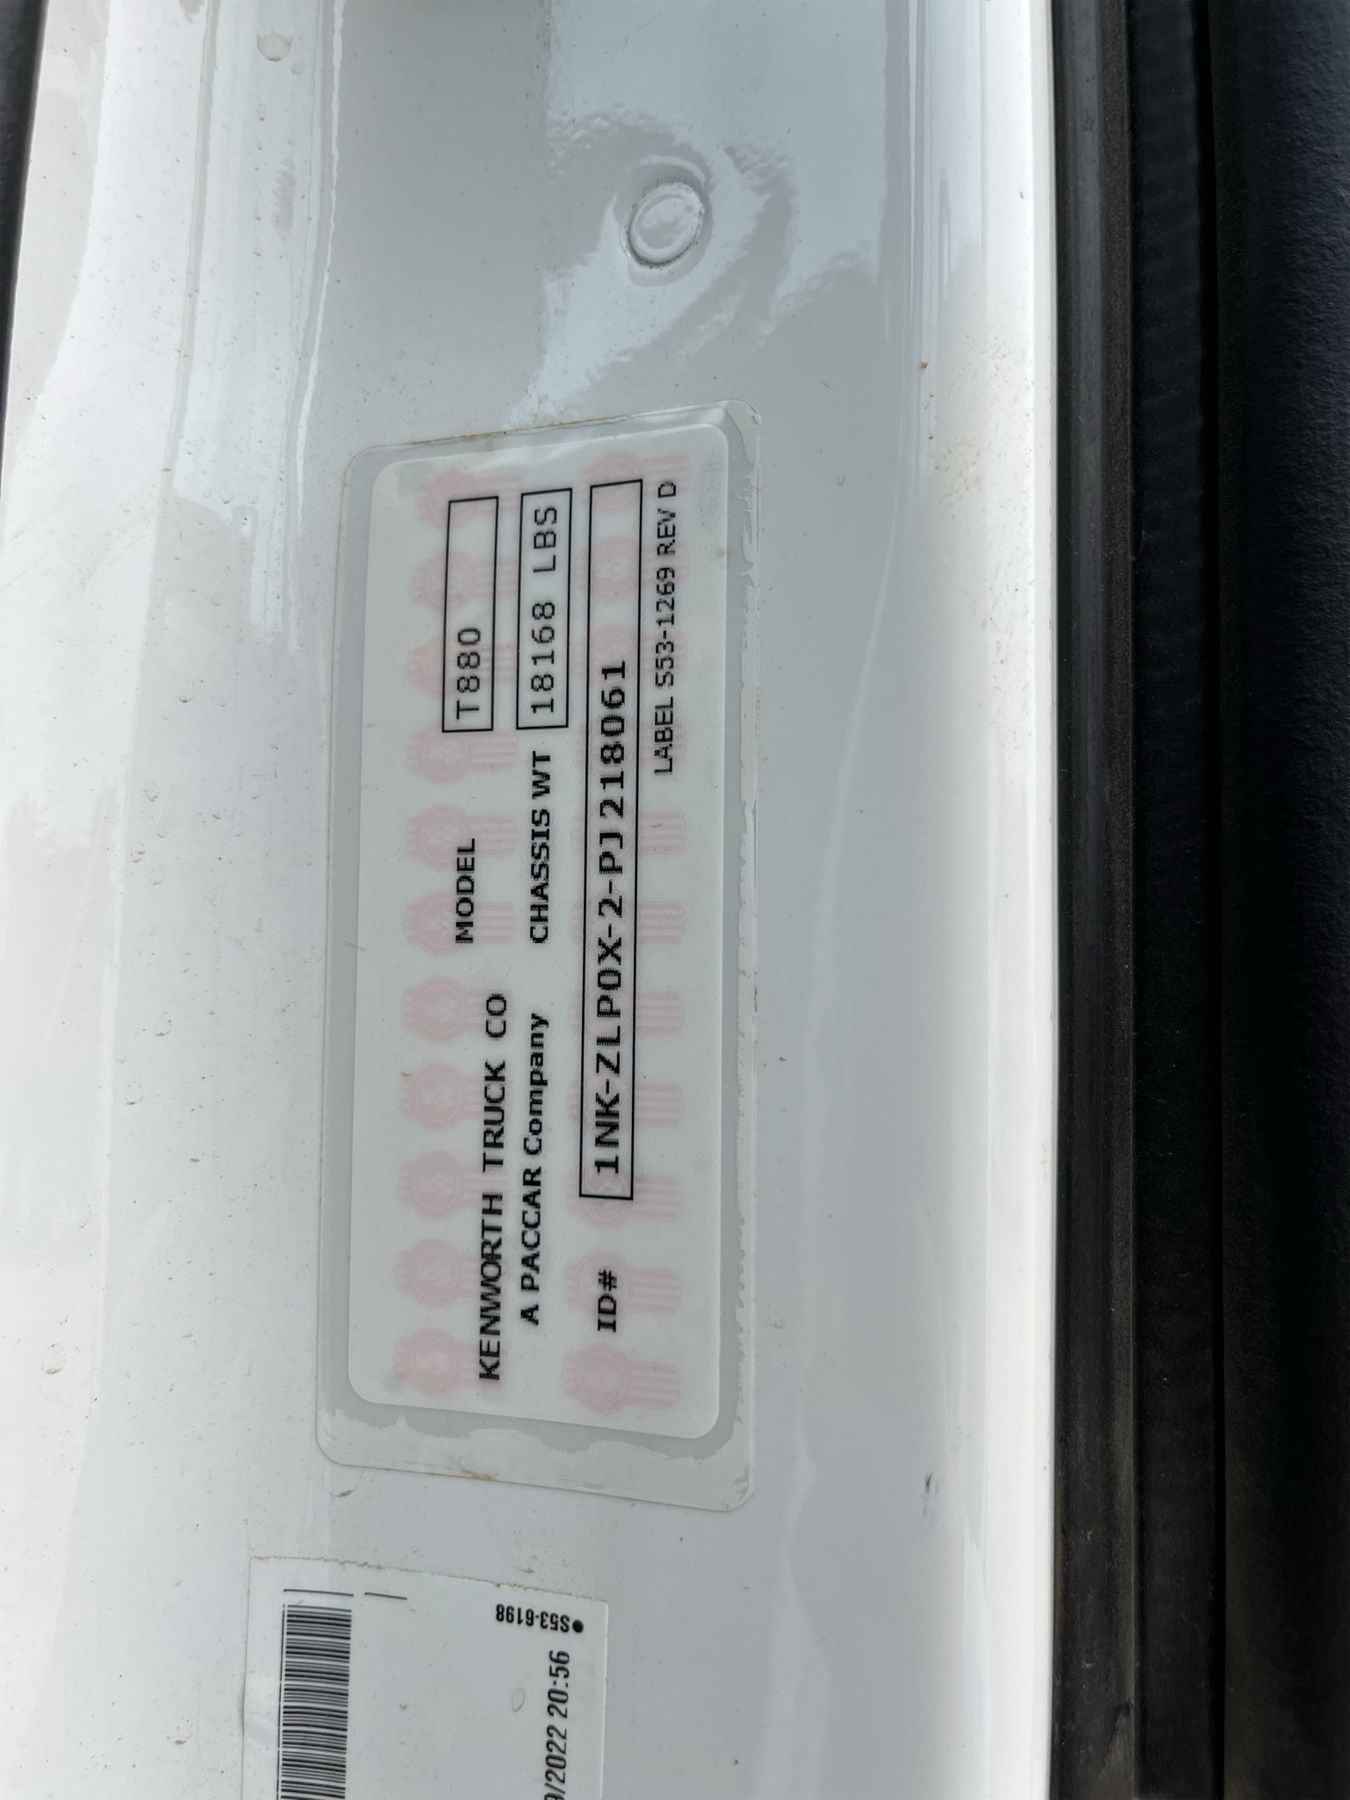 KENWORTH TRUCK CO
A PACCAR Company
MODEL T880
CHASSIS WT 18168 LBS
ID# 1NK-ZLP0X-2-PJ218061
LABEL S53-1269 REV D
S53-6198
/2022 20:56